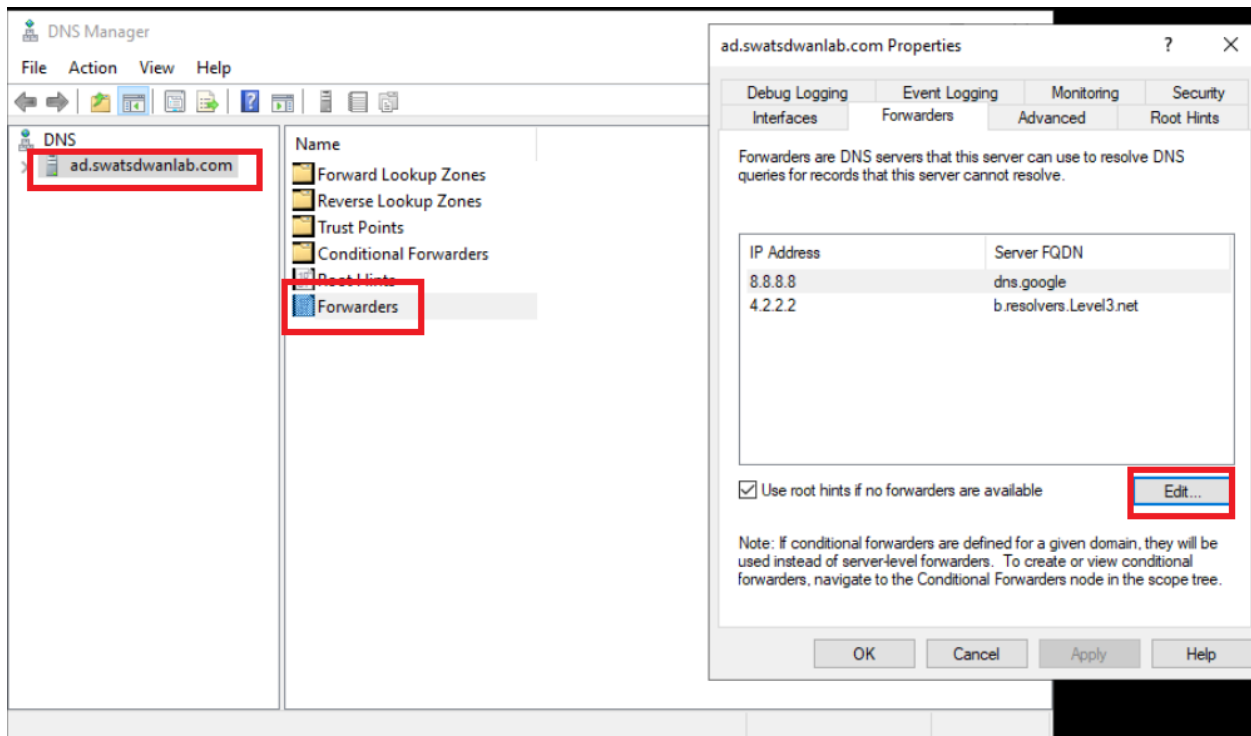 DNS Manager
File Action View Help
DNS
ad.swatsdwanlab.com
Name
Forward Lookup Zones
Reverse Lookup Zones
Trust Points
Conditional Forwarders
Root Hints
Forwarders
ad.swatsdwanlab.com Properties
Debug Logging Event Logging Monitoring Security
Interfaces Forwarders Advanced Root Hints
Forwarders are DNS servers that this server can use to resolve DNS
queries for records that this server cannot resolve.
IP Address Server FQDN
8.8.8.8 dns.google
4.2.2.2 b.resolvers.Level3.net
Use root hints if no forwarders are available Edit...
Note: If conditional forwarders are defined for a given domain, they will be
used instead of server-level forwarders. To create or view conditional
forwarders, navigate to the Conditional Forwarders node in the scope tree.
OK Cancel Apply Help